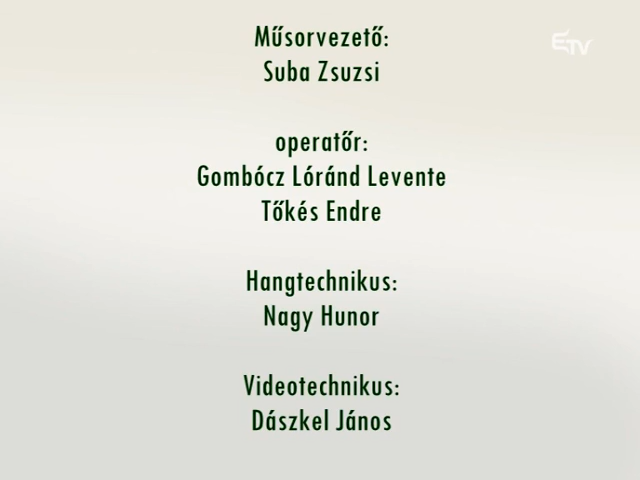 Műsorvezető:
ETV
Suba Zsuzsi
operatőr:
Gombócz Lóránd Levente
Tőkés Endre
Hangtechnikus:
Nagy Hunor
Videotechnikus:
Dászkel János